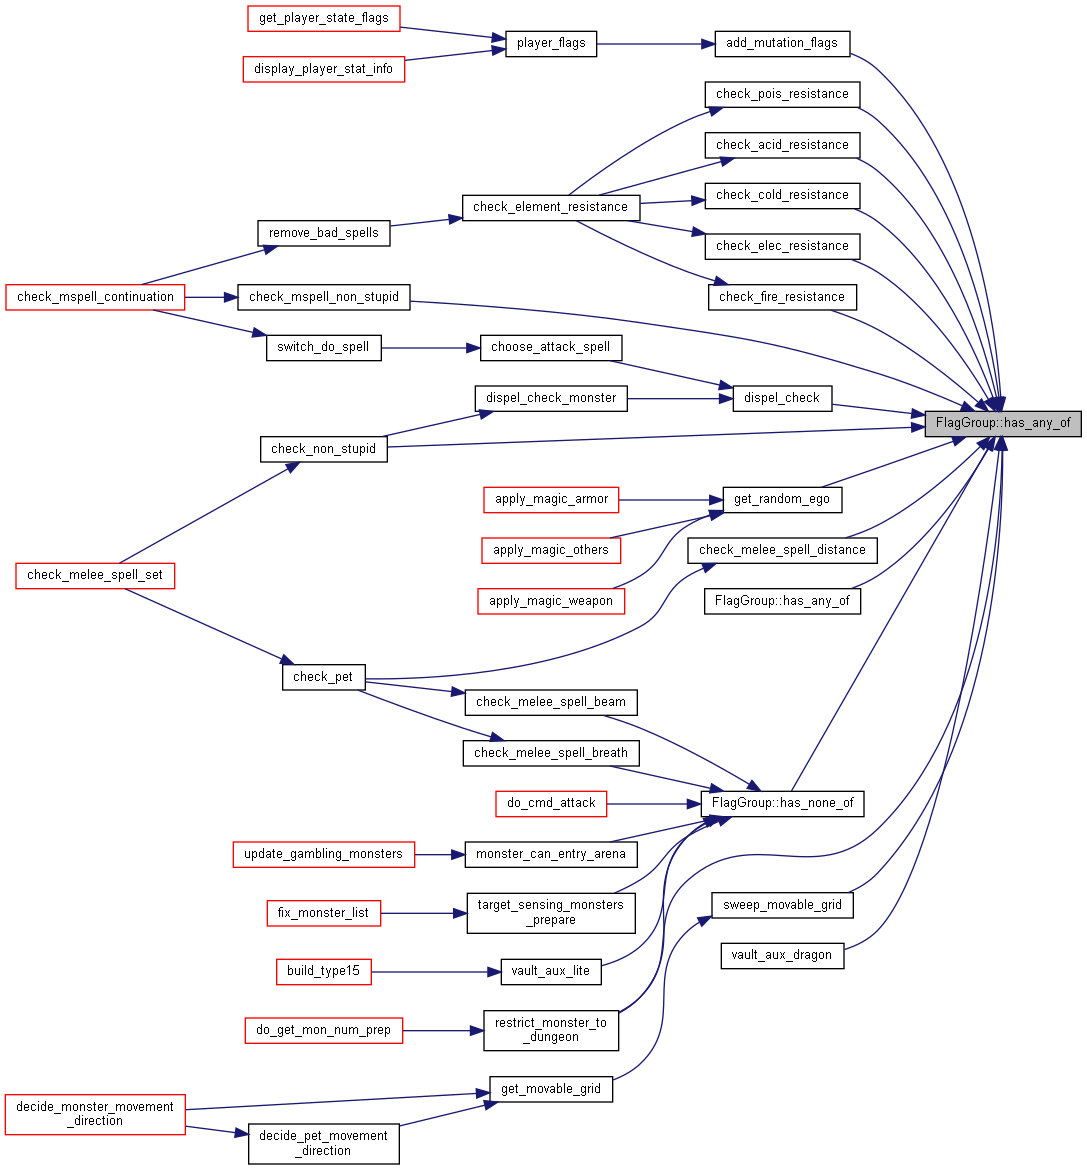 get_player_state_flags
player_flags
add_mutation_flags
display_player_stat_info
check_pois_resistance
check_acid_resistance
check_cold_resistance
check_element_resistance
remove_bad_spells
check_elec_resistance
check_mspell_continuation
check_mspell_non_stupid
check_fire_resistance
switch_do_spell
choose_attack_spell
dispel_check_monster
dispel_check
FlagGroup::has_any_of
check_non_stupid
apply_magic_armor
get_random_ego
apply_magic_others
check_melee_spell_distance
check_melee_spell_set
apply_magic_weapon
FlagGroup::has_any_of
check_pet
check_melee_spell_beam
check_melee_spell_breath
do_cmd_attack
FlagGroup::has_none_of
update_gambling_monsters
monster_can_entry_arena
fix_monster_list
target_sensing_monsters
_prepare
sweep_movable_grid
vault_aux_dragon
build_type15
vault_aux_lite
do_get_mon_num_prep
restrict_monster_to
_dungeon
get_movable_grid
decide_monster_movement
_direction
decide_pet_movement
_direction